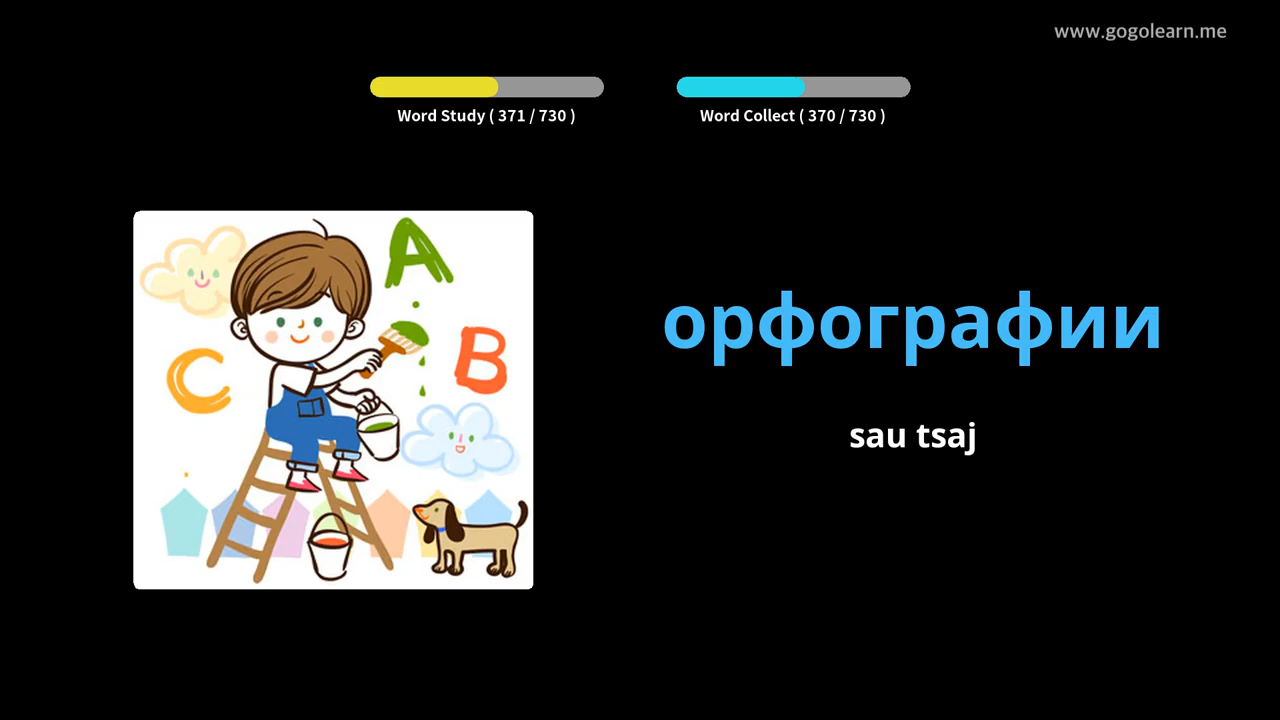 www.gogolearn.me
Word Study ( 371 / 730 )
Word Collect ( 370 / 730 )
A
B
C
орфографии
sau tsaj